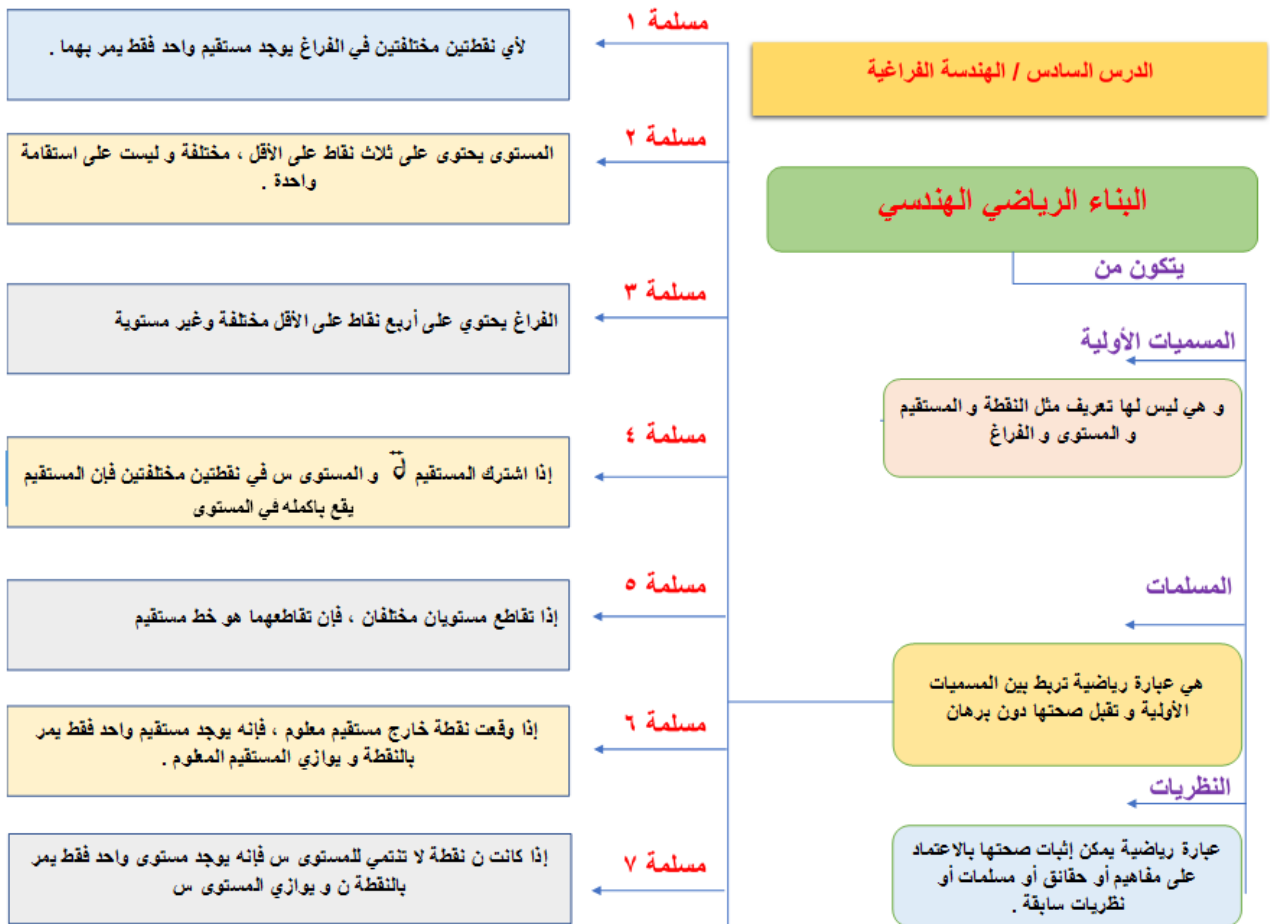 الدرس السادس / الهندسة الفراغية
البناء الرياضي الهندسي
يتكون من
المسميات الأولية
و هي ليس لها تعريف مثل النقطة و المستقيم
و المستوى و الفراغ
المسلمات
هي عبارة رياضية تربط بين المسميات
الأولية و تقبل صحتها دون برهان
النظريات
عبارة رياضية يمكن إثبات صحتها بالاعتماد
على مفاهيم أو حقائق أو مسلمات أو
نظريات سابقة .
مسلمة ١
لأي نقطتين مختلفتين في الفراغ يوجد مستقيم واحد فقط يمر بهما .
مسلمة ٢
المستوى يحتوى على ثلاث نقاط على الأقل ، مختلفة و ليست على استقامة
واحدة .
مسلمة ٣
الفراغ يحتوي على أربع نقاط على الأقل مختلفة وغير مستوية
مسلمة ٤
إذا اشترك المستقيم ل و المستوى س في نقطتين مختلفتين فإن المستقيم
يقع باكمله في المستوى
مسلمة ٥
إذا تقاطع مستويان مختلفان ، فإن تقاطعهما هو خط مستقيم
مسلمة ٦
إذا وقعت نقطة خارج مستقيم معلوم ، فإنه يوجد مستقيم واحد فقط يمر
بالنقطة و يوازي المستقيم المعلوم .
مسلمة ٧
إذا كانت ن نقطة لا تنتمي للمستوى س فإنه يوجد مستوى واحد فقط يمر
بالنقطة ن و يوازي المستوى س